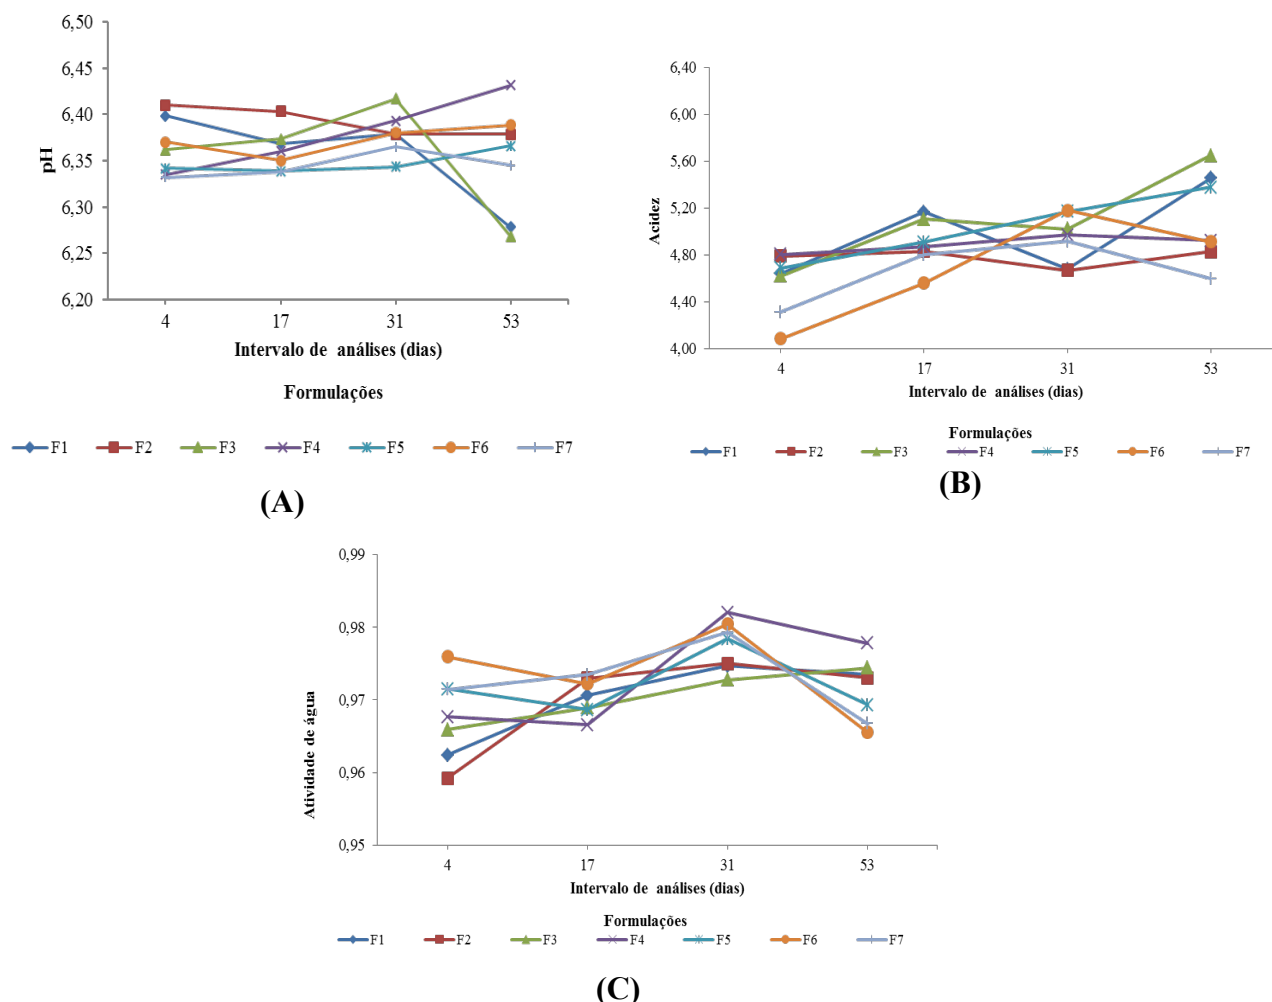 6,50
6,45
6,40
6,35
6,30
6,25
6,20
pH
4 17 31 53
Intervalo de análises (dias)
Formulações
F1 F2 F3 F4 F5 F6 F7
(A)
6,40
6,00
5,60
5,20
4,80
4,40
4,00
Acidez
4 17 31 53
Intervalo de análises (dias)
Formulações
F1 F2 F3 F4 F5 F6 F7
(B)
0,99
0,98
0,97
0,96
0,95
Atividade de água
4 17 31 53
Intervalo de análises (dias)
Formulações
F1 F2 F3 F4 F5 F6 F7
(C)